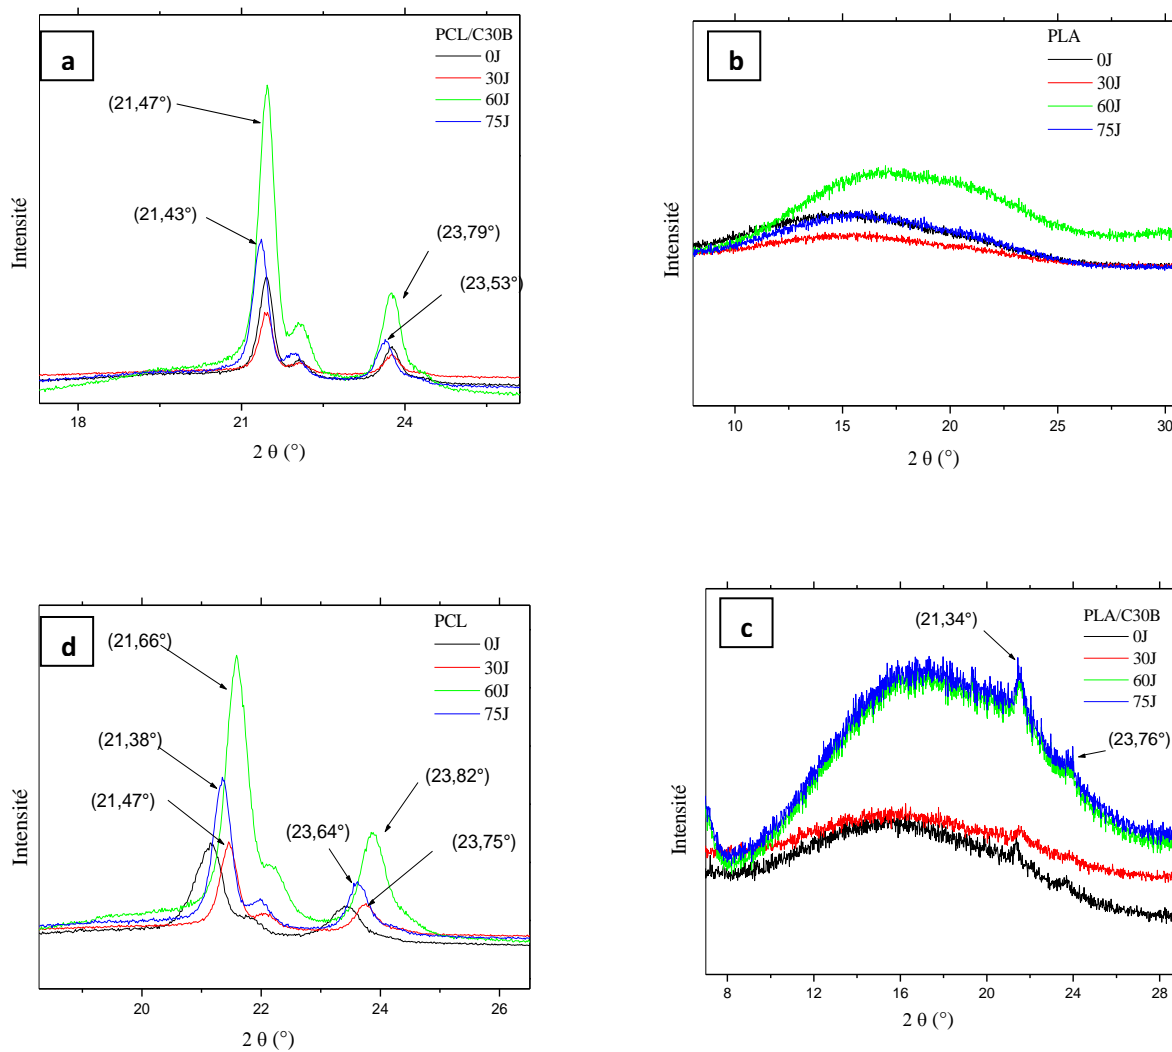 a
PCL/C30B
0J
30J
60J
75J
(21,47°)
(21,43°)
(23,79°)
(23,53°)
Intensité
18
21
24
2 θ (°)
b
PLA
0J
30J
60J
75J
Intensité
10
15
20
25
30
2 θ (°)
d
PCL
0J
30J
60J
75J
(21,66°)
(21,38°)
(21,47°)
(23,82°)
(23,64°)
(23,75°)
Intensité
20
22
24
26
2 θ (°)
c
PLA/C30B
0J
30J
60J
75J
(21,34°)
(23,76°)
Intensité
8
12
16
20
24
28
2 θ (°)